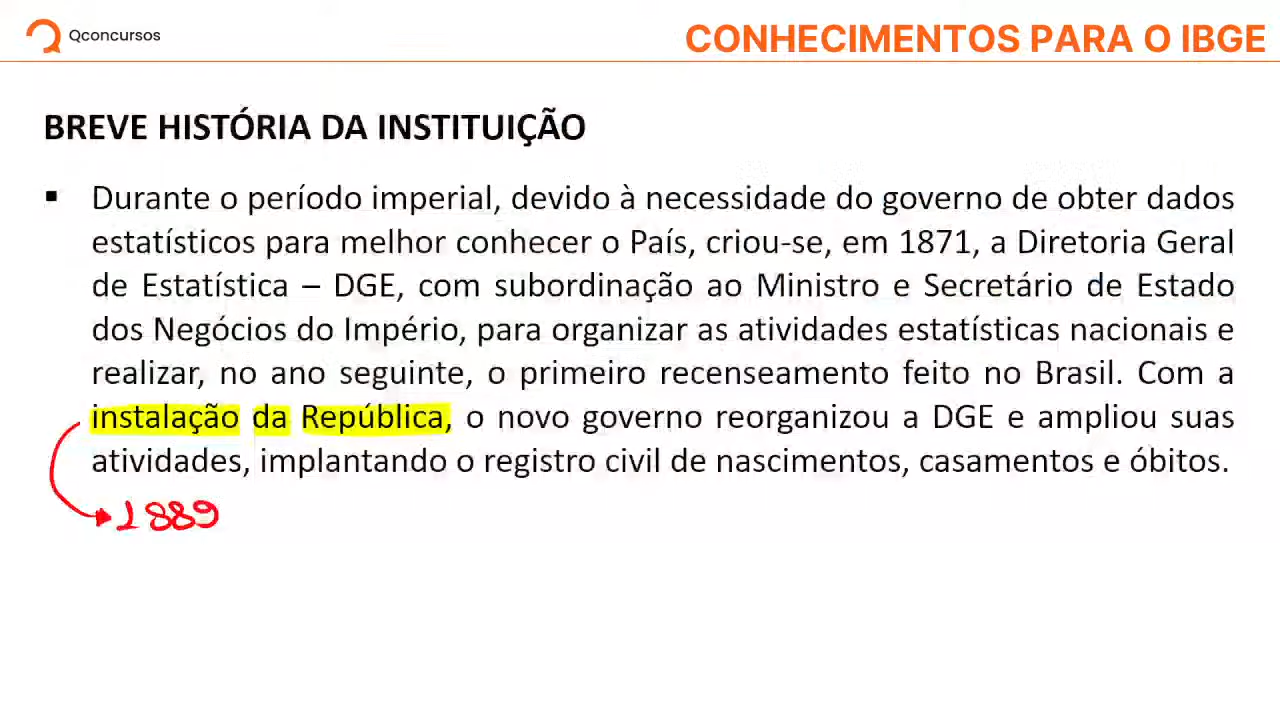 Qconcursos
CONHECIMENTOS PARA O IBGE
BREVE HISTÓRIA DA INSTITUIÇÃO
▪ Durante o período imperial, devido à necessidade do governo de obter dados
estatísticos para melhor conhecer o País, criou-se, em 1871, a Diretoria Geral
de Estatística – DGE, com subordinação ao Ministro e Secretário de Estado
dos Negócios do Império, para organizar as atividades estatísticas nacionais e
realizar, no ano seguinte, o primeiro recenseamento feito no Brasil. Com a
instalação da República, o novo governo reorganizou a DGE e ampliou suas
atividades, implantando o registro civil de nascimentos, casamentos e óbitos.
1889